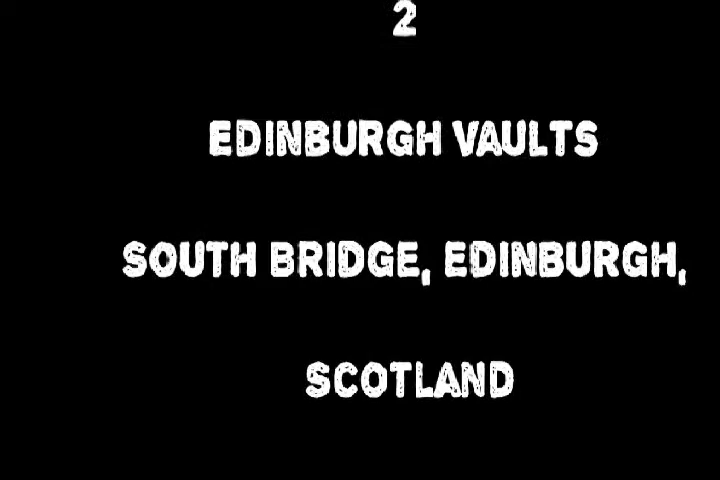 2
EDINBURGH VAULTS
SOUTH BRIDGE, EDINBURGH,
SCOTLAND